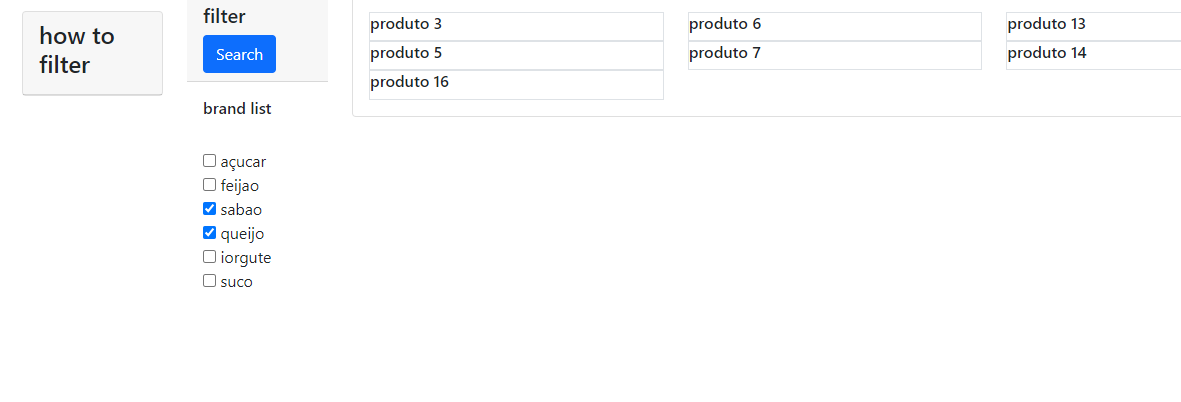 how to
filter
filter
Search
brand list
açucar
feijao
sabao
queijo
iorgute
suco
produto 3
produto 6
produto 13
produto 5
produto 7
produto 14
produto 16